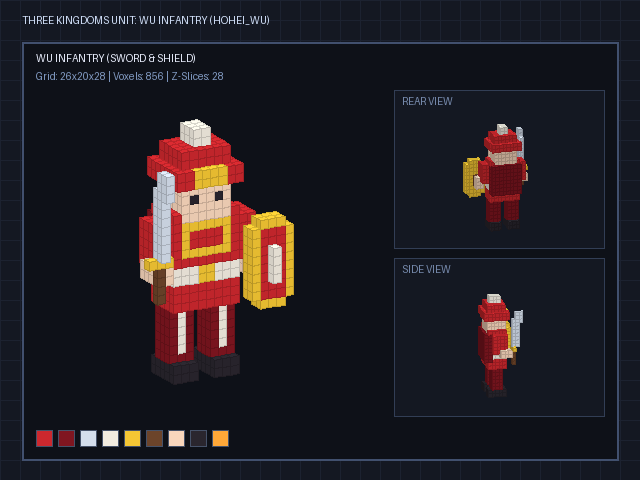 THREE KINGDOMS UNIT: WU INFANTRY (HOHEI_WU)
WU INFANTRY (SWORD & SHIELD)
Grid: 26x20x28 | Voxels: 856 | Z-Slices: 28
REAR VIEW
SIDE VIEW